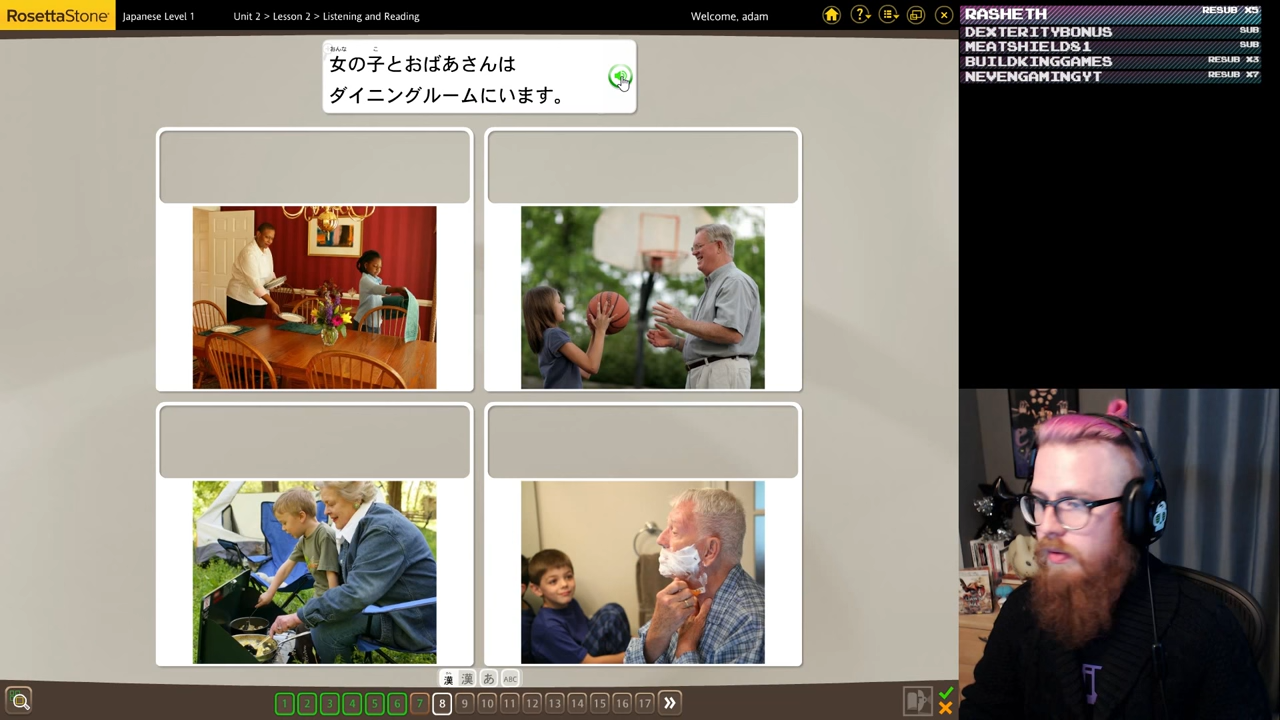 RosettaStone
Japanese Level 1
Unit 2 > Lesson 2 > Listening and Reading
Welcome, adam
おんな こ
女の子とおばあさんは
ダイニングルームにいます。
漢 漢 あ ABC
1 2 3 4 5 6 7 8 9 10 11 12 13 14 15 16 17
RASHETH RESUB X5
DEXTERITYBONUS SUB
MEATSHIELD81 SUB
BUILDKINGGAMES RESUB X3
NEVENGAMINGYT RESUB X7